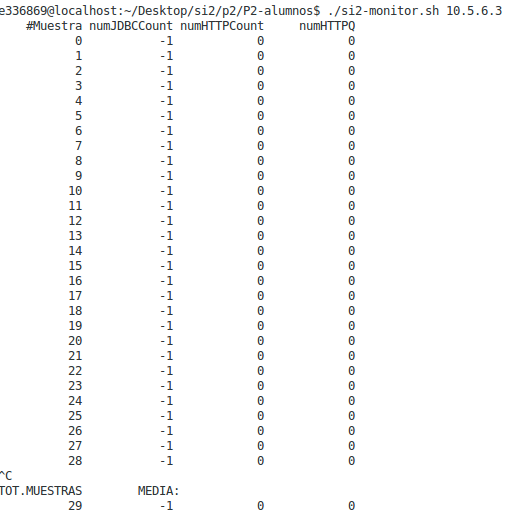 e336869@localhost:~/Desktop/si2/p2/P2-alumnos$ ./si2-monitor.sh 10.5.6.3
#Muestra numJDBCCount numHTTPCount numHTTPQ
0 -1 0 0
1 -1 0 0
2 -1 0 0
3 -1 0 0
4 -1 0 0
5 -1 0 0
6 -1 0 0
7 -1 0 0
8 -1 0 0
9 -1 0 0
10 -1 0 0
11 -1 0 0
12 -1 0 0
13 -1 0 0
14 -1 0 0
15 -1 0 0
16 -1 0 0
17 -1 0 0
18 -1 0 0
19 -1 0 0
20 -1 0 0
21 -1 0 0
22 -1 0 0
23 -1 0 0
24 -1 0 0
25 -1 0 0
26 -1 0 0
27 -1 0 0
28 -1 0 0
^C
TOT.MUESTRAS MEDIA:
29 -1 0 0